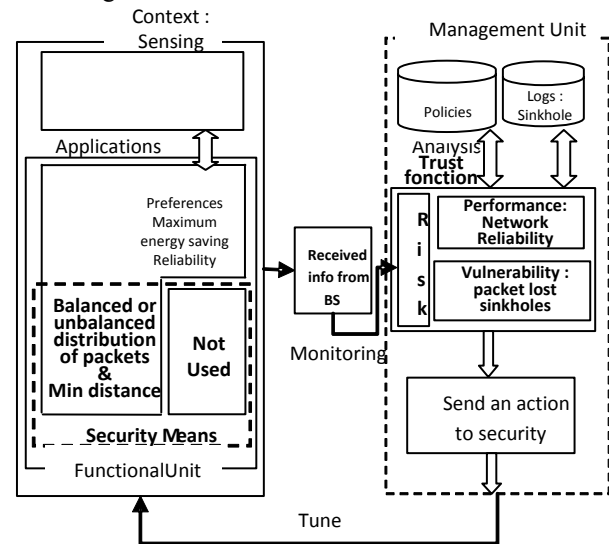 Context :
Sensing
Applications
Preferences
Maximum
energy saving
Reliability
Balanced or
unbalanced
distribution
of packets
&
Min distance
Not
Used
Security Means
FunctionalUnit
Received
info from
BS
Monitoring
Management Unit
Policies
Logs :
Sinkhole
Analysis
Trust
fonction
R
i
s
k
Performance:
Network
Reliability
Vulnerability :
packet lost
sinkholes
Send an action
to security
Tune